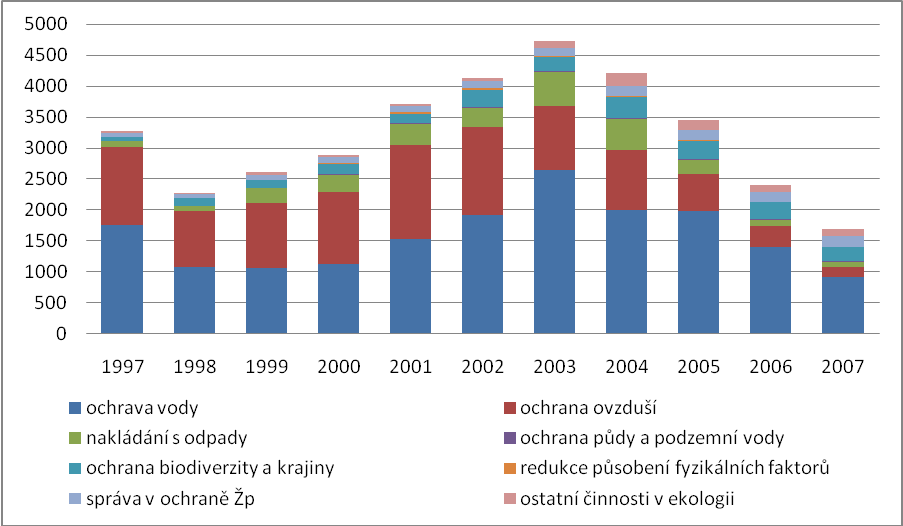 5000
4500
4000
3500
3000
2500
2000
1500
1000
500
0
1997 1998 1999 2000 2001 2002 2003 2004 2005 2006 2007
ochrava vody ochrana ovzduší
nakládání s odpady ochrana půdy a podzemní vody
ochrana biodiverzity a krajiny redukce působení fyzikálních faktorů
správa v ochraně Žp ostatní činnosti v ekologii